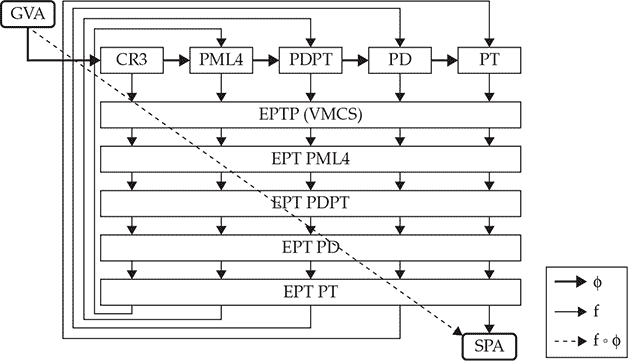 GVA
CR3 PML4 PDPT PD PT
EPTP (VMCS)
EPT PML4
EPT PDPT
EPT PD
EPT PT
SPA
ϕ
f
f ∘ ϕ